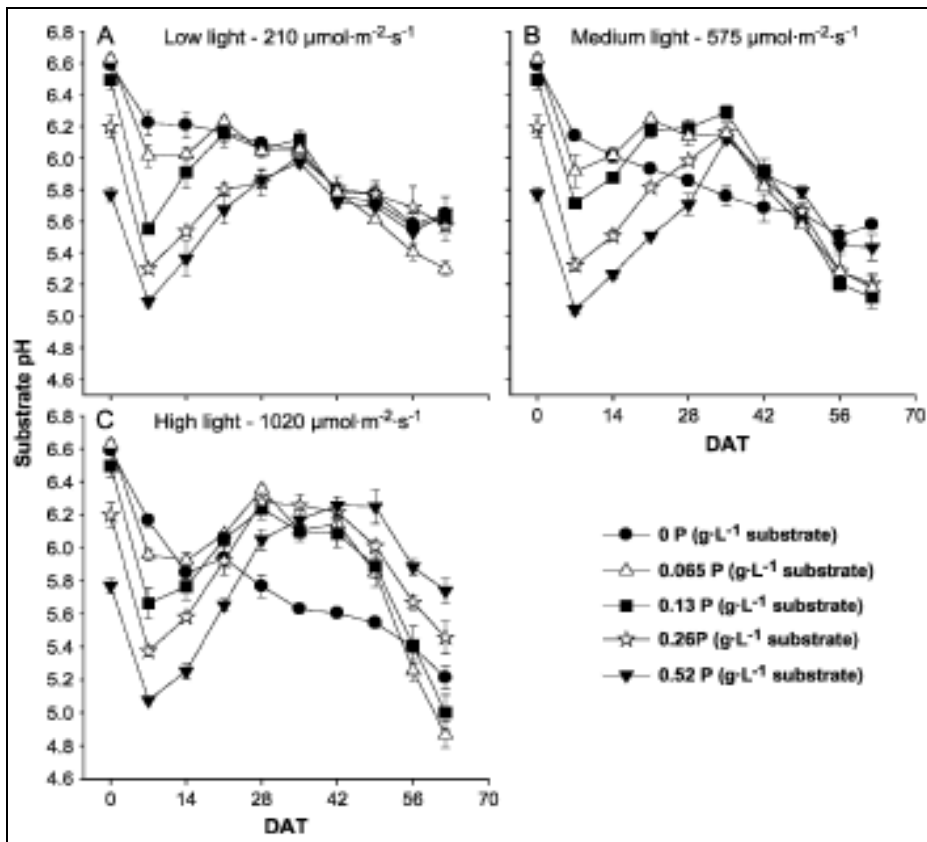 A Low light - 210 µmol·m⁻²·s⁻¹
B Medium light - 575 µmol·m⁻²·s⁻¹
6.8
6.6
6.4
6.2
6.0
5.8
5.6
5.4
5.2
5.0
4.8
4.6
0 14 28 42 56 70
DAT
Substrate pH
C High light - 1020 µmol·m⁻²·s⁻¹
6.8
6.6
6.4
6.2
6.0
5.8
5.6
5.4
5.2
5.0
4.8
4.6
0 14 28 42 56 70
DAT
0 P (g·L⁻¹ substrate)
0.065 P (g·L⁻¹ substrate)
0.13 P (g·L⁻¹ substrate)
0.26P (g·L⁻¹ substrate)
0.52 P (g·L⁻¹ substrate)